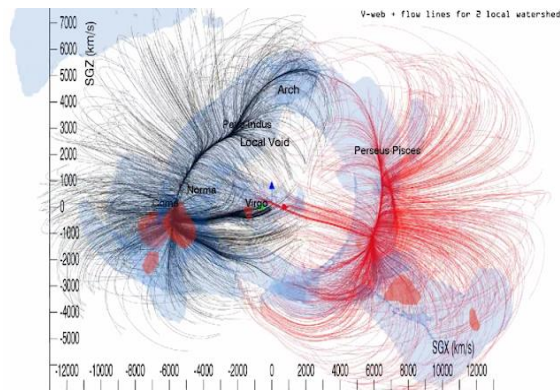 V-web + flow lines for 2 local watershed
7000
SGZ (km/s)
6000
5000
Arch
4000
3000
Local Void
Perseus-Pisces
2000
1000
Norma
Virgo
0
-1000
-2000
-3000
-4000
-5000
SGX (km/s)
-12000 -10000 -8000 -6000 -4000 -2000 0 2000 4000 6000 8000 10000 12000